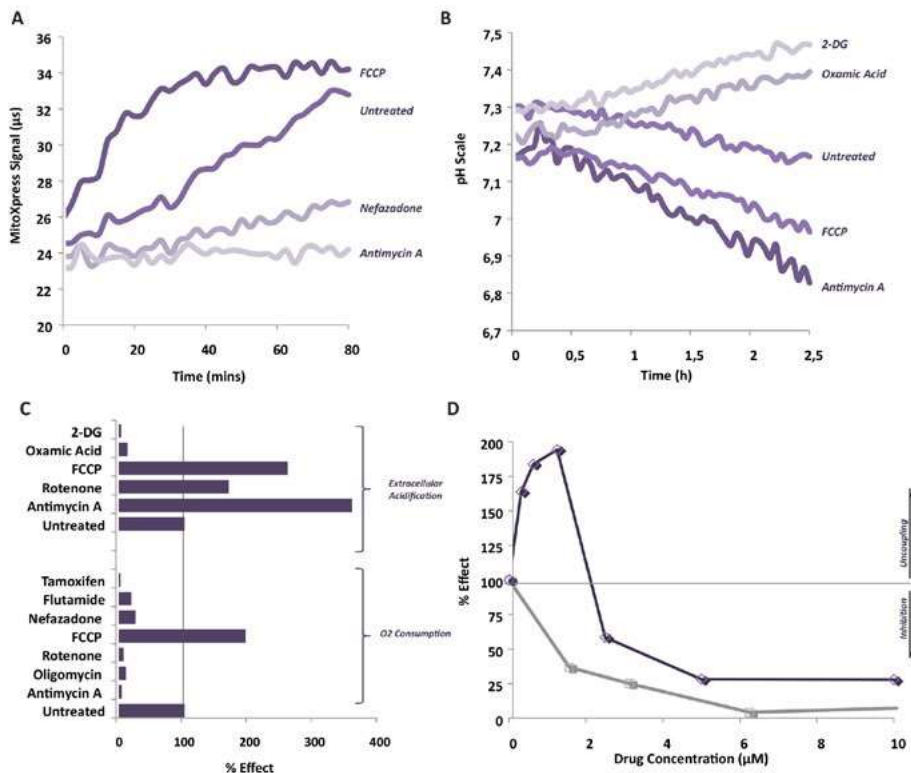 A
36
34
32
30
28
26
24
22
20
MitoXpress Signal (µs)
FCCP
Untreated
Nefazadone
Antimycin A
0
20
40
60
80
Time (mins)
B
7,5
7,4
7,3
7,2
7,1
7
6,9
6,8
6,7
pH Scale
2-DG
Oxamic Acid
Untreated
FCCP
Antimycin A
0
0,5
1
1,5
2
2,5
Time (h)
C
2-DG
Oxamic Acid
FCCP
Rotenone
Antimycin A
Untreated
Extracellular
Acidification
Tamoxifen
Flutamide
Nefazadone
FCCP
Rotenone
Oligomycin
Antimycin A
Untreated
O2 Consumption
0
100
200
300
400
% Effect
D
200
175
150
125
100
75
50
25
0
% Effect
Uncoupling
Inhibition
0
2
4
6
8
10
Drug Concentration (µM)